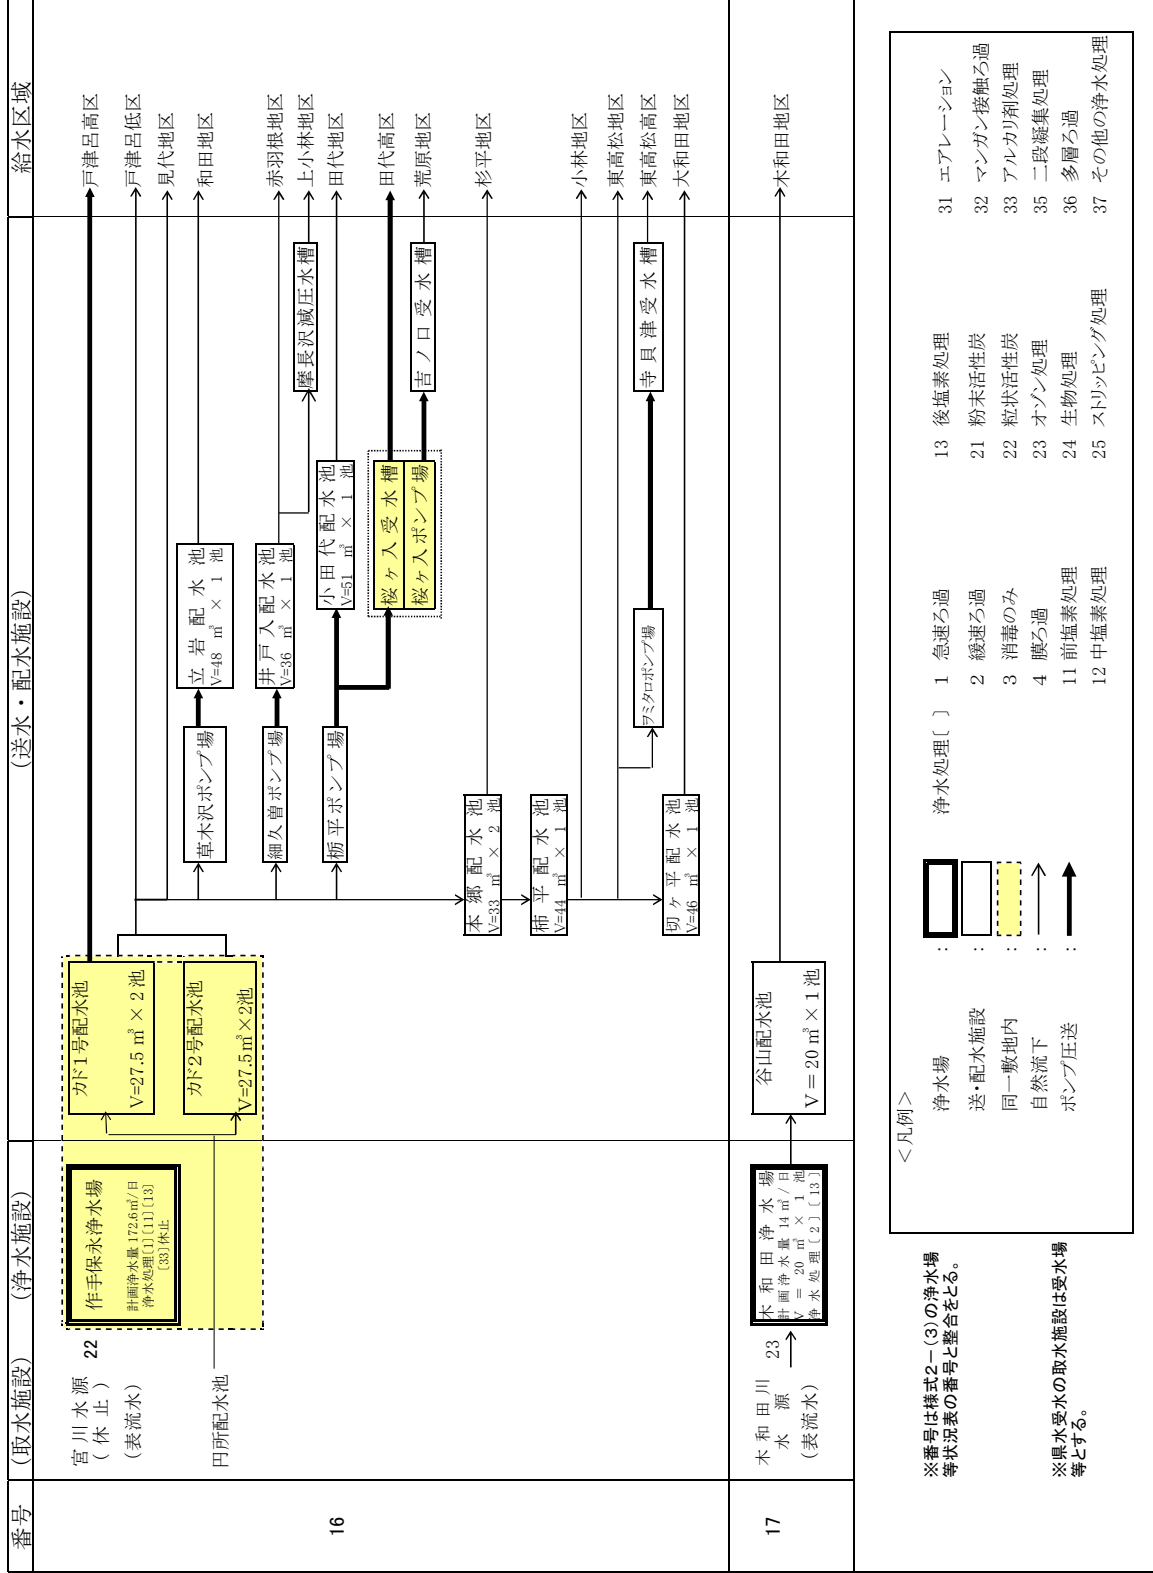 番号
(取水施設)
(浄水施設)
(送水・配水施設)
給水区域
16
宮川水源
(休止)
(表流水)
22
作手保永浄水場
計画浄水量 172.6㎥/日
浄水処理[1][11][13]
[33]休止
円所配水池
カド1号配水池
V=27.5 ㎥ × 2 池
カド2号配水池
V=27.5㎥×2池
草木沢ポンプ場
立岩配水池
V=48 ㎥ × 1 池
細久曽ポンプ場
井戸入配水池
V=36 ㎥ × 1 池
摩長沢減圧水槽
栃平ポンプ場
小田代配水池
V=51 ㎥ × 1 池
桜ヶ入受水槽
桜ヶ入ポンプ場
吉ノ口受水槽
本郷配水池
V=33 ㎥ × 2 池
柿平配水池
V=44 ㎥ × 1 池
ヲミタロポンプ場
寺貝津受水槽
切ヶ平配水池
V=46 ㎥ × 1 池
戸津呂高区
戸津呂低区
見代地区
和田地区
赤羽根地区
上小林地区
田代地区
田代高区
荒原地区
杉平地区
小林地区
東高松地区
東高松高区
大和田地区
17
木和田川
水源
(表流水)
23
木和田浄水場
計画浄水量 14 ㎥/日
V = 20 ㎥ × 1 池
浄水処理[2][13]
谷山配水池
V＝20 ㎥ × 1 池
木和田地区
※番号は様式2－(3)の浄水場
等状況表の番号と整合をとる。
※県水受水の取水施設は受水場
等とする。
＜凡例＞
浄水場 :
送・配水施設 :
同一敷地内 :
自然流下 :
ポンプ圧送 :
浄水処理[ ] 1 急速ろ過 13 後塩素処理 31 エアレーション
2 緩速ろ過 21 粉末活性炭 32 マンガン接触ろ過
3 消毒のみ 22 粒状活性炭 33 アルカリ剤処理
4 膜ろ過 23 オゾン処理 35 二段凝集処理
11 前塩素処理 24 生物処理 36 多層ろ過
12 中塩素処理 25 ストリッピング処理 37 その他の浄水処理